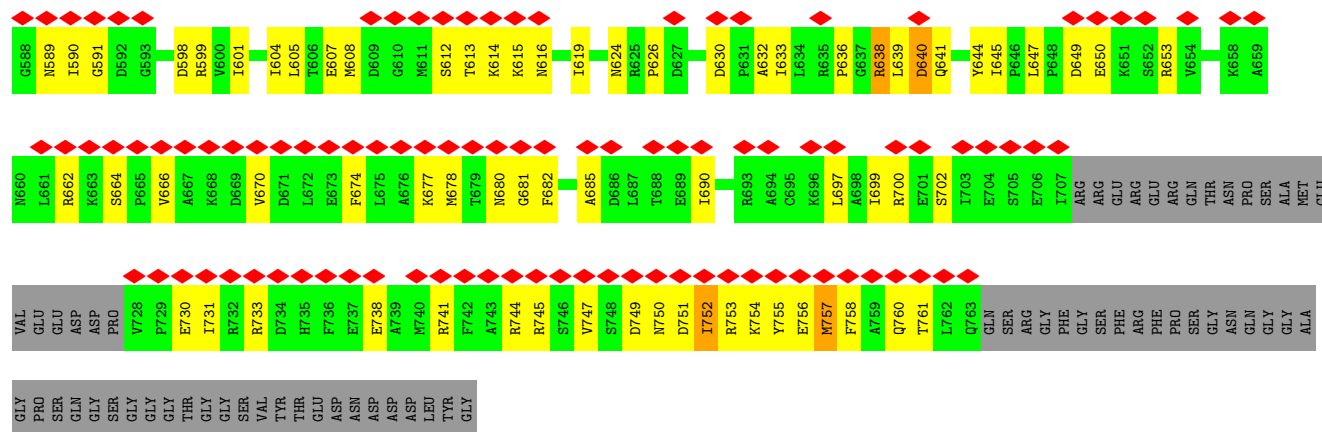 G588 N589 I590 G591 D592 G593 D598 R599 V600 I601 I604 L605 T606 E607 M608 D609 G610 M611 S612 T613 K614 K615 N616 I619 N624 R625 P626 D627 D630 P631 A632 I633 L634 R635 P636 G637 R638 L639 D640 Q641 Y644 I645 P646 L647 P648 D649 E650 K651 S652 R653 V654 K658 A659
N660 L661 R662 K663 S664 P665 V666 A667 K668 D669 V670 D671 L672 E673 F674 L675 A676 K677 M678 T679 N680 G681 F682 A685 D686 L687 T688 E689 I690 R693 A694 C695 K696 L697 A698 I699 R700 E701 S702 I703 E704 S705 E706 I707 ARG ARG GLU ARG GLU ARG GLN THR ASN PRO SER ALA MET GLU
VAL GLU GLU ASP ASP PRO V728 P729 E730 I731 R732 R733 D734 H735 F736 E737 E738 A739 M740 R741 F742 A743 R744 R745 S746 V747 S748 D749 N750 D751 I752 R753 K754 Y755 E756 M757 F758 A759 Q760 T761 L762 Q763 GLN SER ARG GLY PHE GLY SER PHE ARG PHE PRO SER GLY ASN GLN GLY GLY ALA
GLY PRO SER GLN GLY SER GLY GLY GLY THR GLY GLY SER VAL TYR THR GLU ASP ASN ASP ASP ASP LEU TYR GLY